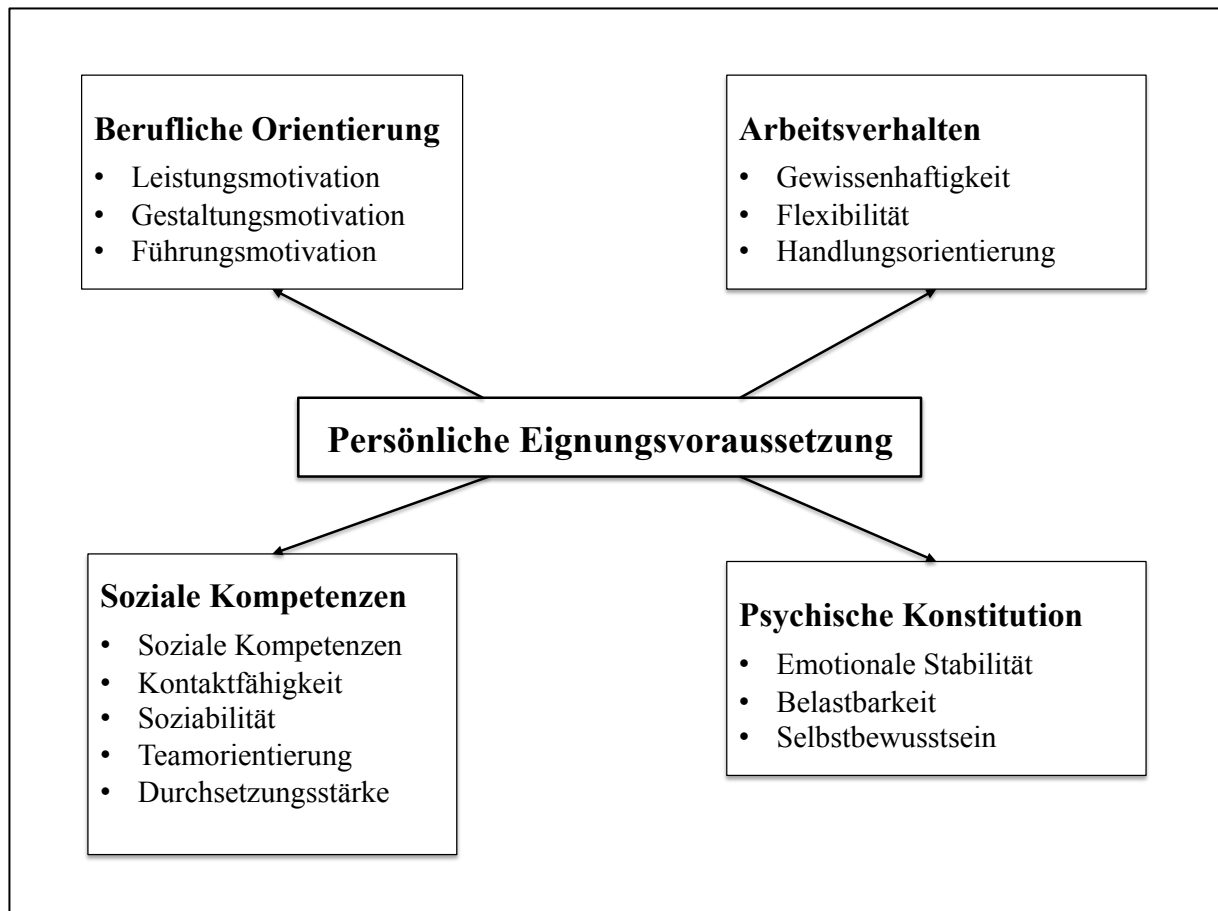 Berufliche Orientierung
• Leistungsmotivation
• Gestaltungsmotivation
• Führungsmotivation
Arbeitsverhalten
• Gewissenhaftigkeit
• Flexibilität
• Handlungsorientierung
Persönliche Eignungsvoraussetzung
Soziale Kompetenzen
• Soziale Kompetenzen
• Kontaktfähigkeit
• Soziabilität
• Teamorientierung
• Durchsetzungsstärke
Psychische Konstitution
• Emotionale Stabilität
• Belastbarkeit
• Selbstbewusstsein